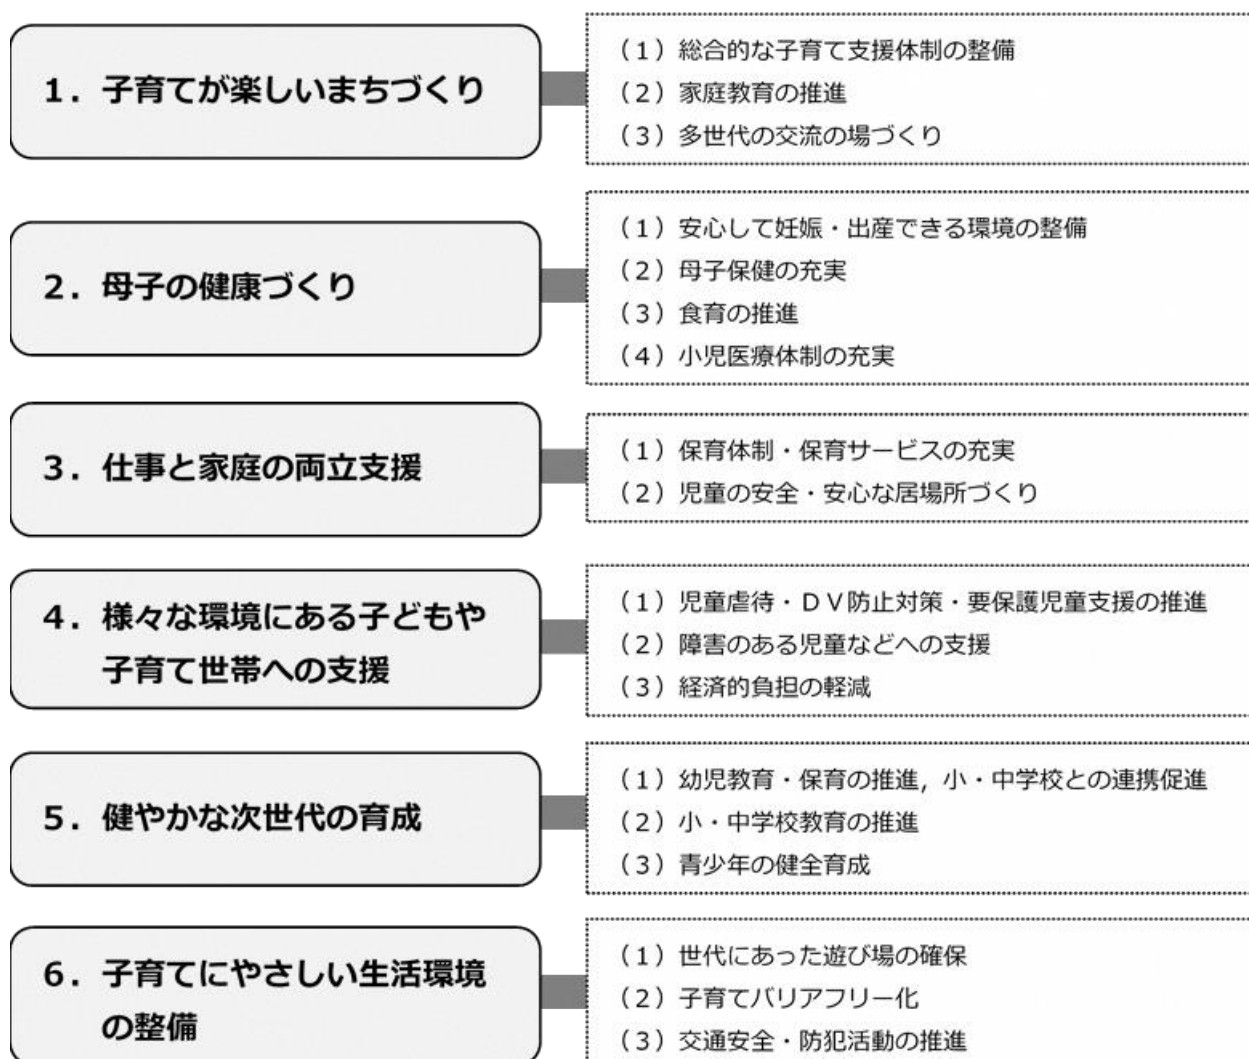 1．子育てが楽しいまちづくり
（1）総合的な子育て支援体制の整備
（2）家庭教育の推進
（3）多世代の交流の場づくり
2．母子の健康づくり
（1）安心して妊娠・出産できる環境の整備
（2）母子保健の充実
（3）食育の推進
（4）小児医療体制の充実
3．仕事と家庭の両立支援
（1）保育体制・保育サービスの充実
（2）児童の安全・安心な居場所づくり
4．様々な環境にある子どもや
子育て世帯への支援
（1）児童虐待・ＤＶ防止対策・要保護児童支援の推進
（2）障害のある児童などへの支援
（3）経済的負担の軽減
5．健やかな次世代の育成
（1）幼児教育・保育の推進，小・中学校との連携促進
（2）小・中学校教育の推進
（3）青少年の健全育成
6．子育てにやさしい生活環境
の整備
（1）世代にあった遊び場の確保
（2）子育てバリアフリー化
（3）交通安全・防犯活動の推進